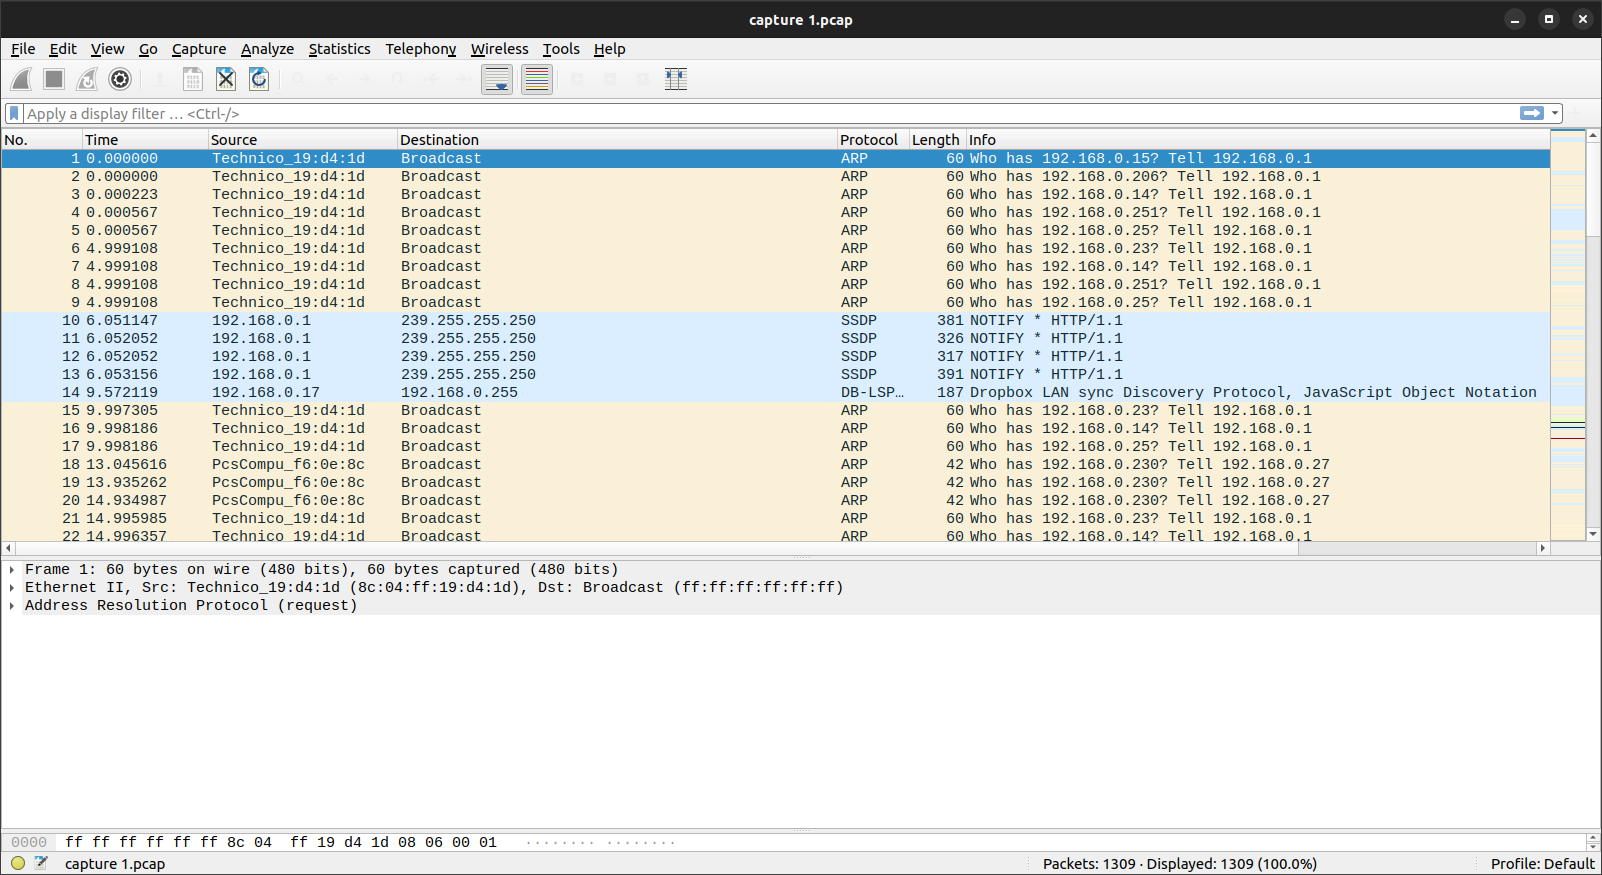 capture 1.pcap
File Edit View Go Capture Analyze Statistics Telephony Wireless Tools Help
Apply a display filter … <Ctrl-/>
No. Time Source Destination Protocol Length Info
1 0.000000 Technico_19:d4:1d Broadcast ARP 60 Who has 192.168.0.15? Tell 192.168.0.1
2 0.000000 Technico_19:d4:1d Broadcast ARP 60 Who has 192.168.0.206? Tell 192.168.0.1
3 0.000223 Technico_19:d4:1d Broadcast ARP 60 Who has 192.168.0.14? Tell 192.168.0.1
4 0.000567 Technico_19:d4:1d Broadcast ARP 60 Who has 192.168.0.251? Tell 192.168.0.1
5 0.000567 Technico_19:d4:1d Broadcast ARP 60 Who has 192.168.0.25? Tell 192.168.0.1
6 4.999108 Technico_19:d4:1d Broadcast ARP 60 Who has 192.168.0.23? Tell 192.168.0.1
7 4.999108 Technico_19:d4:1d Broadcast ARP 60 Who has 192.168.0.14? Tell 192.168.0.1
8 4.999108 Technico_19:d4:1d Broadcast ARP 60 Who has 192.168.0.251? Tell 192.168.0.1
9 4.999108 Technico_19:d4:1d Broadcast ARP 60 Who has 192.168.0.25? Tell 192.168.0.1
10 6.051147 192.168.0.1 239.255.255.250 SSDP 381 NOTIFY * HTTP/1.1
11 6.052052 192.168.0.1 239.255.255.250 SSDP 326 NOTIFY * HTTP/1.1
12 6.052052 192.168.0.1 239.255.255.250 SSDP 317 NOTIFY * HTTP/1.1
13 6.053156 192.168.0.1 239.255.255.250 SSDP 391 NOTIFY * HTTP/1.1
14 9.572119 192.168.0.17 192.168.0.255 DB-LSP… 187 Dropbox LAN sync Discovery Protocol, JavaScript Object Notation
15 9.997305 Technico_19:d4:1d Broadcast ARP 60 Who has 192.168.0.23? Tell 192.168.0.1
16 9.998186 Technico_19:d4:1d Broadcast ARP 60 Who has 192.168.0.14? Tell 192.168.0.1
17 9.998186 Technico_19:d4:1d Broadcast ARP 60 Who has 192.168.0.25? Tell 192.168.0.1
18 13.045616 PcsCompu_f6:0e:8c Broadcast ARP 42 Who has 192.168.0.230? Tell 192.168.0.27
19 13.935262 PcsCompu_f6:0e:8c Broadcast ARP 42 Who has 192.168.0.230? Tell 192.168.0.27
20 14.934987 PcsCompu_f6:0e:8c Broadcast ARP 42 Who has 192.168.0.230? Tell 192.168.0.27
21 14.995985 Technico_19:d4:1d Broadcast ARP 60 Who has 192.168.0.23? Tell 192.168.0.1
22 14.996357 Technico_19:d4:1d Broadcast ARP 60 Who has 192.168.0.14? Tell 192.168.0.1
Frame 1: 60 bytes on wire (480 bits), 60 bytes captured (480 bits)
Ethernet II, Src: Technico_19:d4:1d (8c:04:ff:19:d4:1d), Dst: Broadcast (ff:ff:ff:ff:ff:ff)
Address Resolution Protocol (request)
0000 ff ff ff ff ff ff 8c 04 ff 19 d4 1d 08 06 00 01 ········ ········
capture 1.pcap Packets: 1309 · Displayed: 1309 (100.0%) Profile: Default